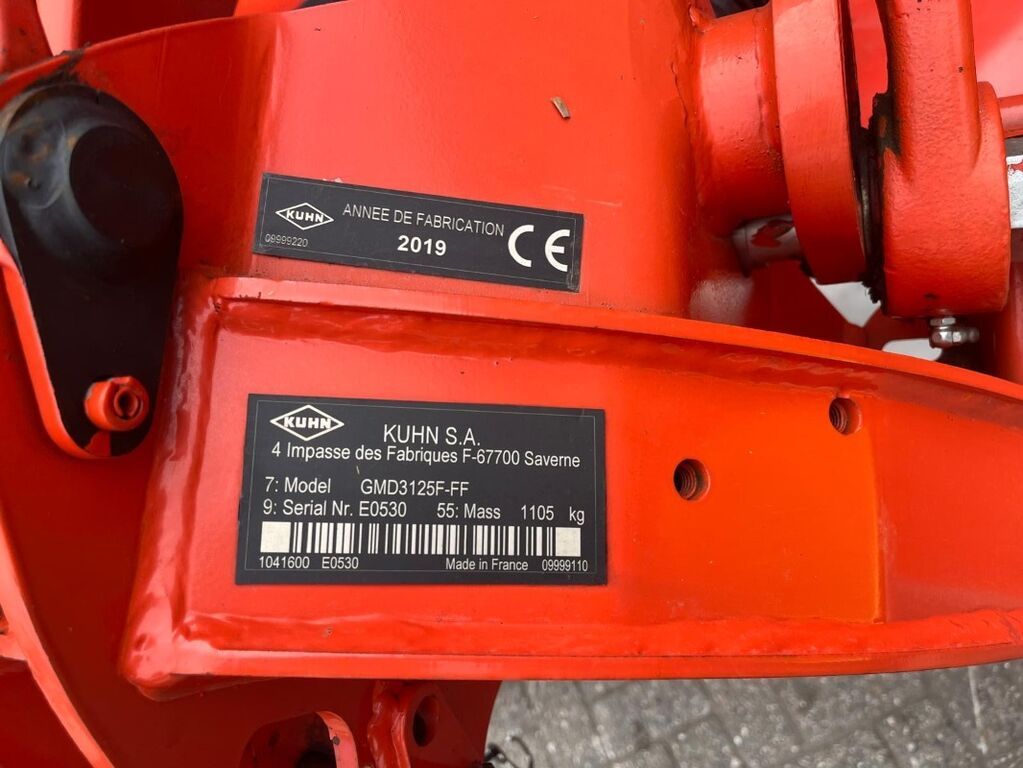 KUHN ANNEE DE FABRICATION
09999220 2019 CE
KUHN
KUHN S.A.
4 Impasse des Fabriques F-67700 Saverne
7: Model GMD3125F-FF
9: Serial Nr. E0530 55: Mass 1105 kg
1041600 E0530 Made in France 09999110